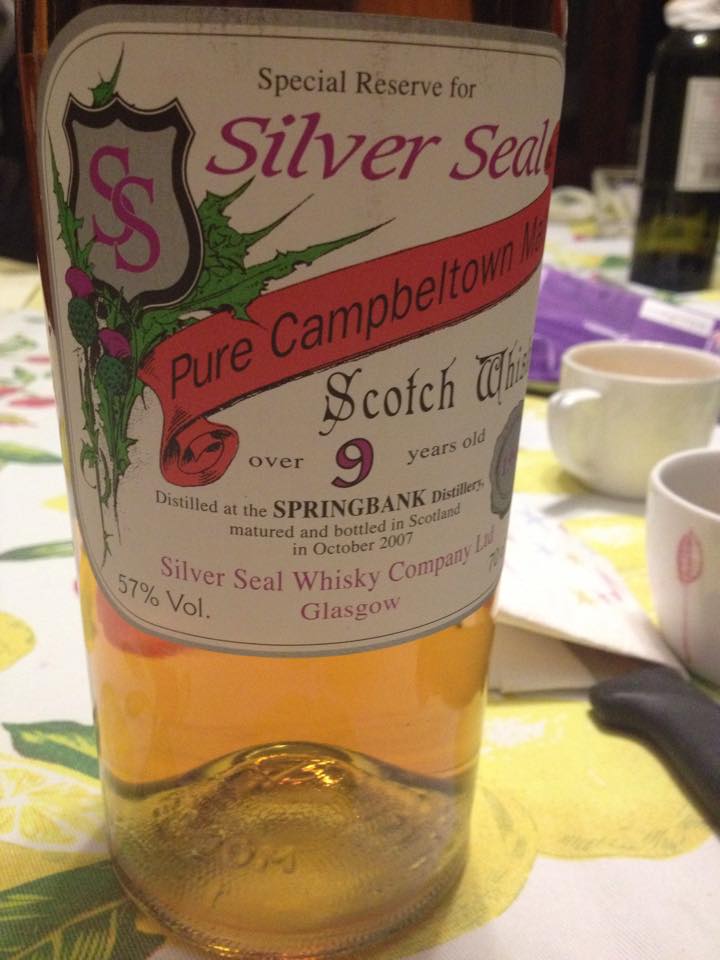 Special Reserve for
Silver Seal
SS
Pure Campbeltown
Scotch
over 9 years old
Distilled at the SPRINGBANK Distillery,
matured and bottled in Scotland
in October 2007
Silver Seal Whisky Company Ltd
Glasgow
57% Vol.